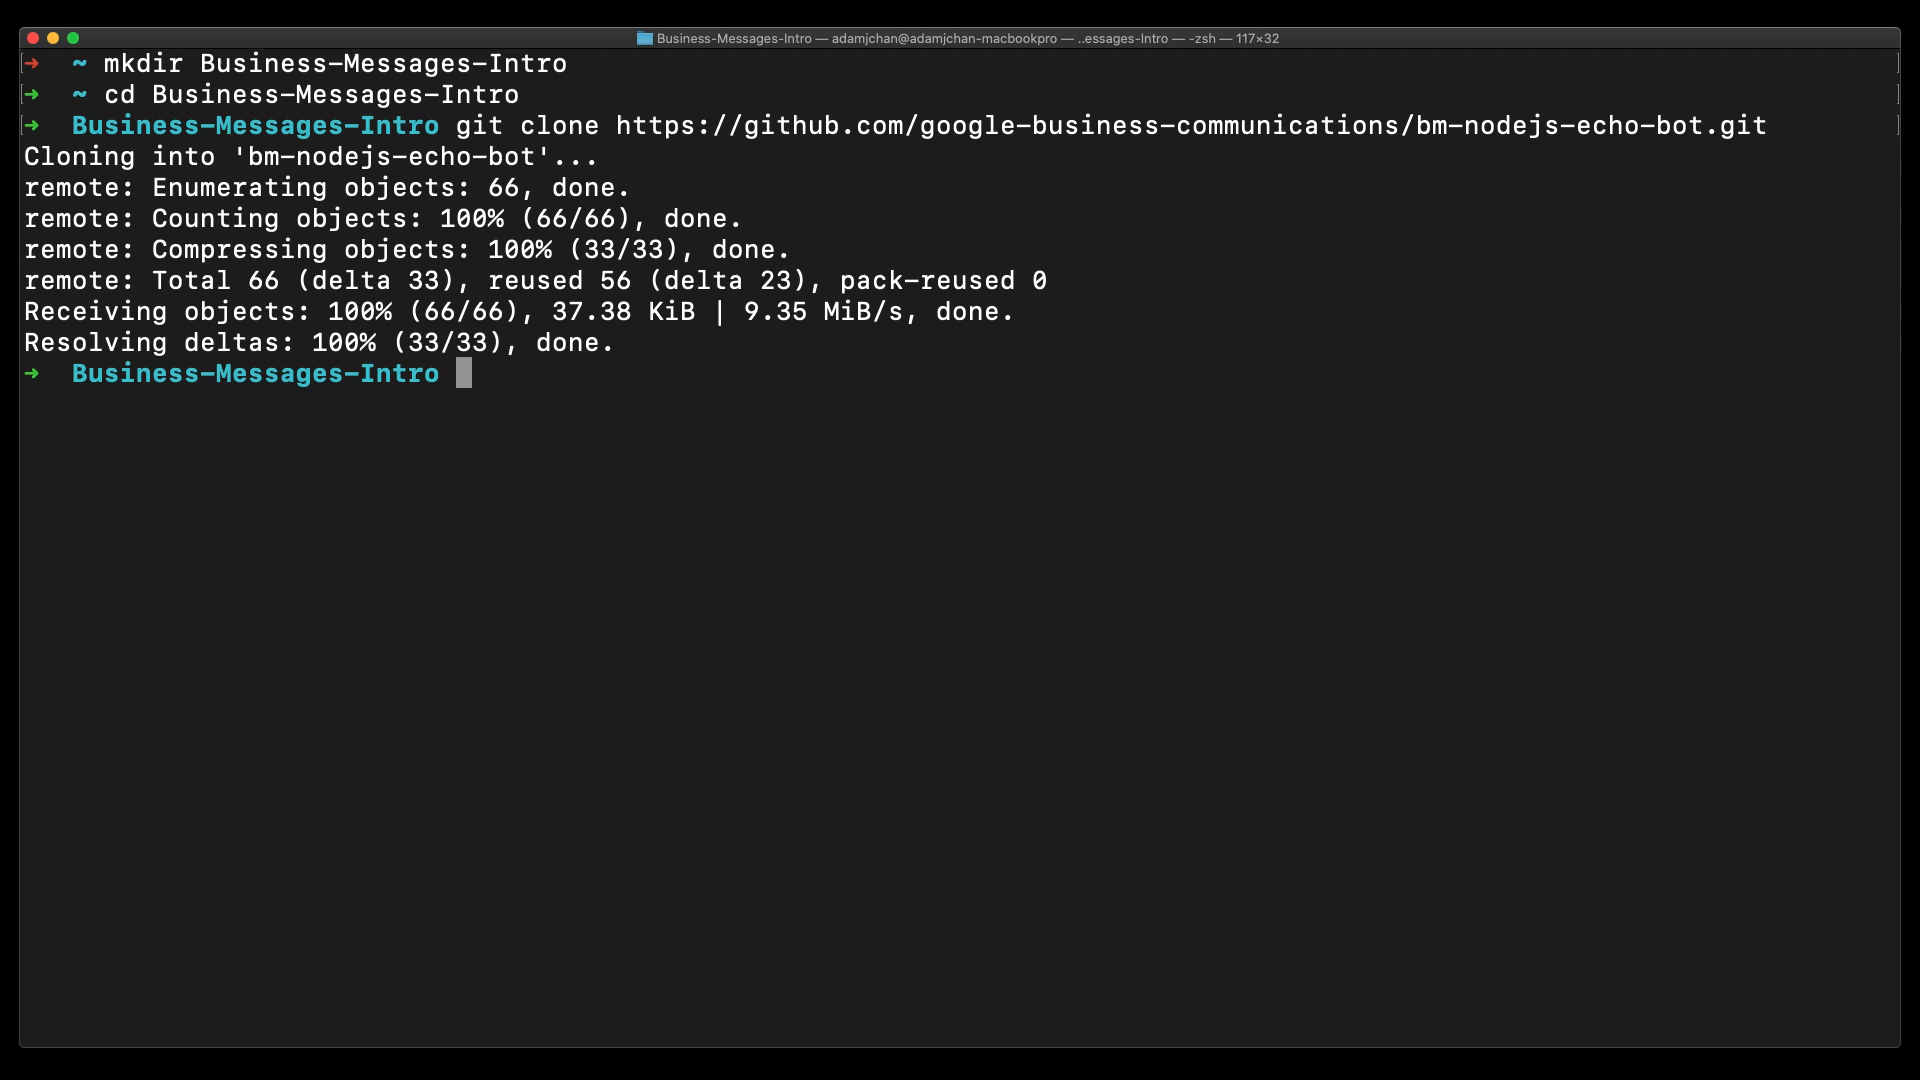 Business-Messages-Intro — adamjchan@adamjchan-macbookpro — ..essages-Intro — -zsh — 117×32
➜ ~ mkdir Business-Messages-Intro
➜ ~ cd Business-Messages-Intro
➜ Business-Messages-Intro git clone https://github.com/google-business-communications/bm-nodejs-echo-bot.git
Cloning into 'bm-nodejs-echo-bot'...
remote: Enumerating objects: 66, done.
remote: Counting objects: 100% (66/66), done.
remote: Compressing objects: 100% (33/33), done.
remote: Total 66 (delta 33), reused 56 (delta 23), pack-reused 0
Receiving objects: 100% (66/66), 37.38 KiB | 9.35 MiB/s, done.
Resolving deltas: 100% (33/33), done.
➜ Business-Messages-Intro